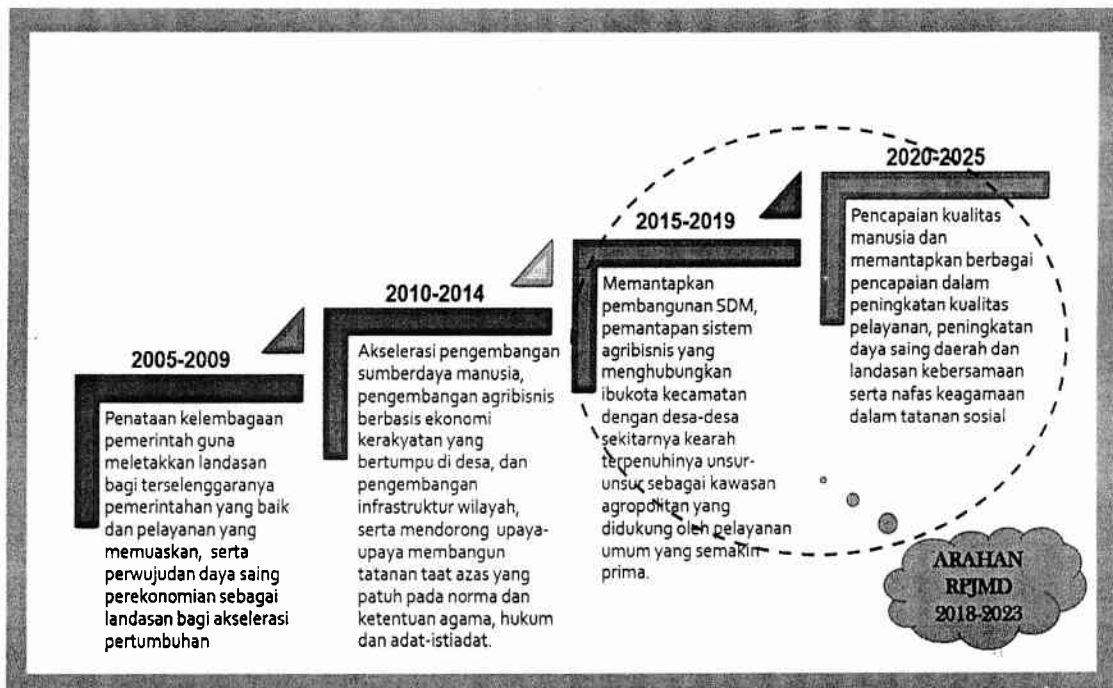 2005-2009
Penataan kelembagaan
pemerintah guna
meletakkan landasan
bagi terselenggaranya
pemerintahan yang baik
dan pelayanan yang
memuaskan, serta
perwujudan daya saing
perekonomian sebagai
landasan bagi akselerasi
pertumbuhan
2010-2014
Akselerasi pengembangan
sumberdaya manusia,
pengembangan agribisnis
berbasis ekonomi
kerakyatan yang
bertumpu di desa, dan
pengembangan
infrastruktur wilayah,
serta mendorong upaya-
upaya membangun
tatanan taat azas yang
patuh pada norma dan
ketentuan agama, hukum
dan adat-istiadat.
2015-2019
Memantapkan
pembangunan SDM,
pemantapan sistem
agribisnis yang
menghubungkan
ibukota kecamatan
dengan desa-desa
sekitarnya kearah
terpenuhinya unsur-
unsur sebagai kawasan
agropolitan yang
didukung oleh pelayanan
umum yang semakin
prima.
2020-2025
Pencapaian kualitas
manusia dan
memantapkan berbagai
pencapaian dalam
peningkatan kualitas
pelayanan, peningkatan
daya saing daerah dan
landasan kebersamaan
serta nafas keagamaan
dalam tatanan sosial
ARAHAN
RPJMD
2018-2023